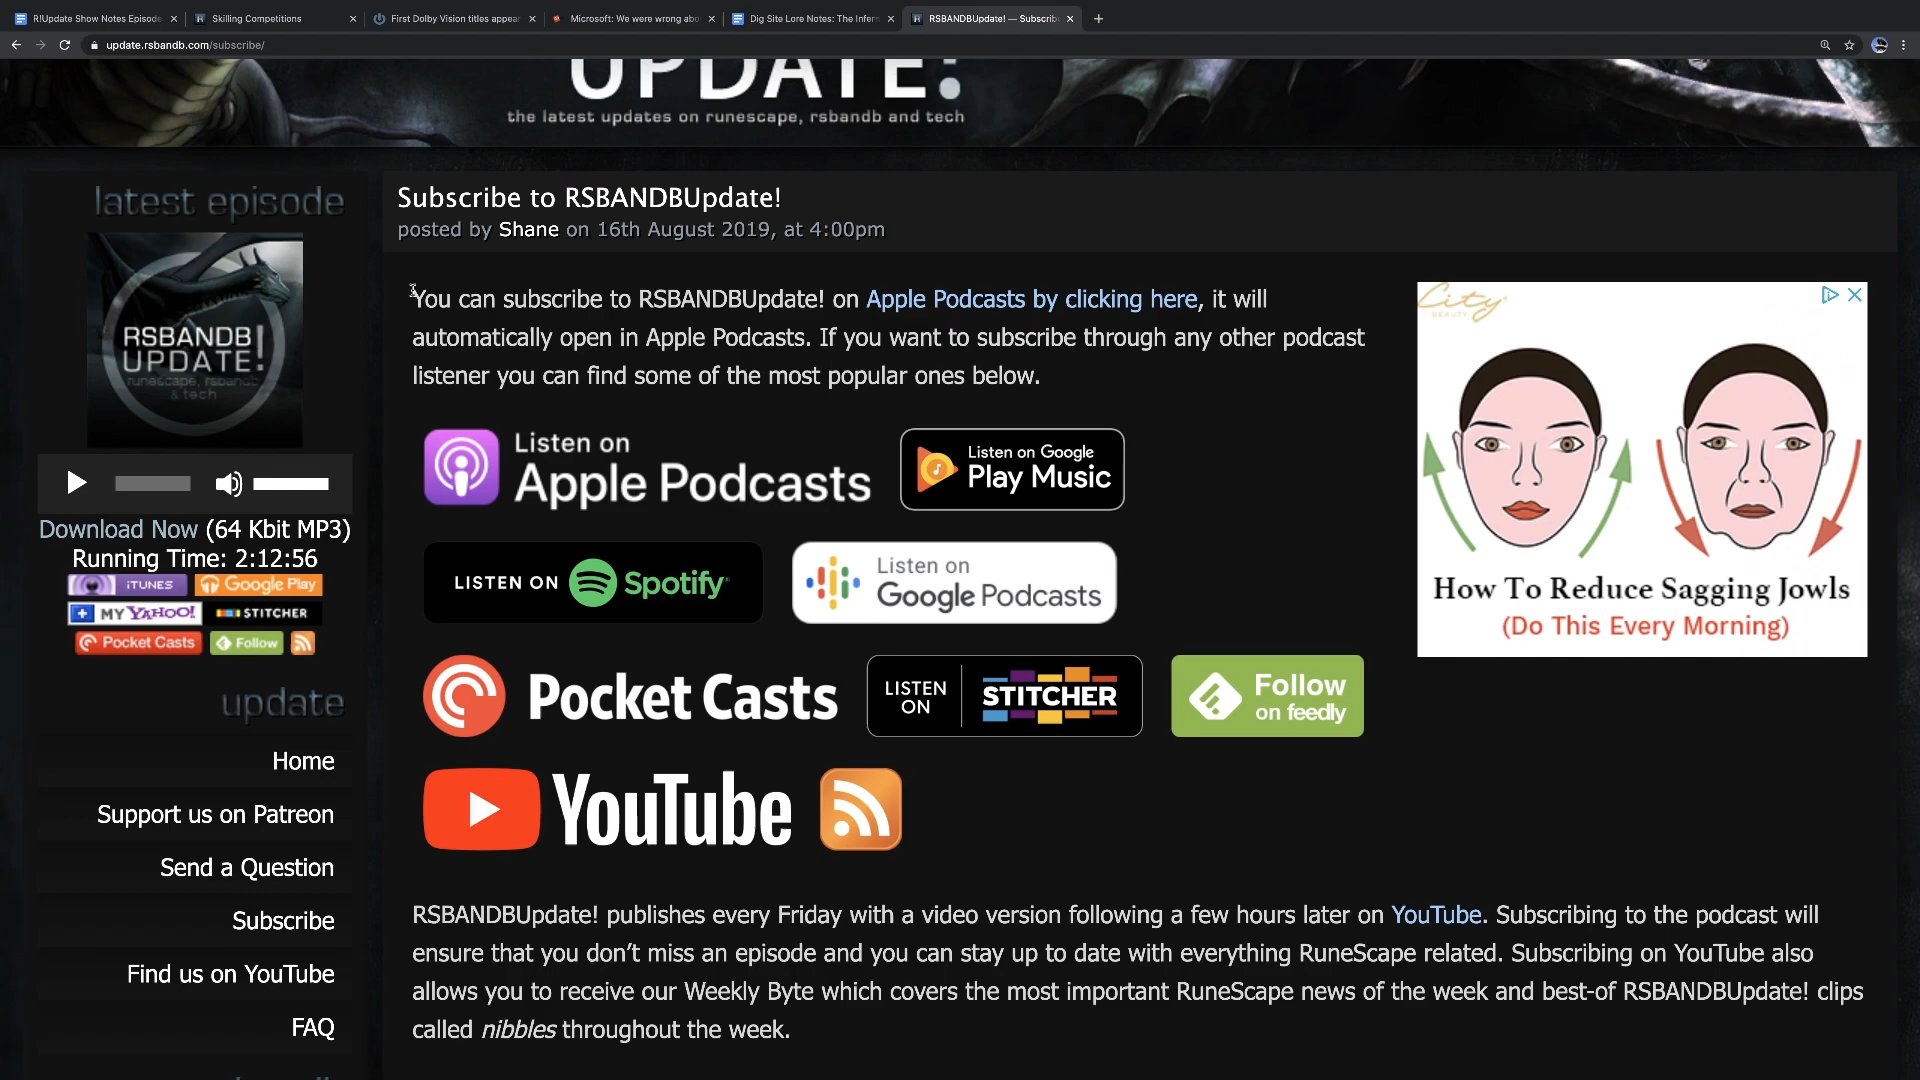 R!Update Show Notes Episode
Skilling Competitions
First Dolby Vision titles appear
Microsoft: We were wrong abo
Dig Site Lore Notes: The Infern
RSBANDBUpdate! — Subscrib
update.rsbandb.com/subscribe/
UPDATE!
the latest updates on runescape, rsbandb and tech
latest episode
RSBANDB
UPDATE!
runescape, rsbandb
& tech
Download Now (64 Kbit MP3)
Running Time: 2:12:56
iTUNES
Google Play
MY YAHOO!
STITCHER
Pocket Casts
Follow
update
Home
Support us on Patreon
Send a Question
Subscribe
Find us on YouTube
FAQ
Subscribe to RSBANDBUpdate!
posted by Shane on 16th August 2019, at 4:00pm
You can subscribe to RSBANDBUpdate! on Apple Podcasts by clicking here, it will
automatically open in Apple Podcasts. If you want to subscribe through any other podcast
listener you can find some of the most popular ones below.
Listen on
Apple Podcasts
Listen on Google
Play Music
LISTEN ON Spotify
Listen on
Google Podcasts
Pocket Casts
LISTEN
ON
STITCHER
Follow
on feedly
YouTube
RSBANDBUpdate! publishes every Friday with a video version following a few hours later on YouTube. Subscribing to the podcast will
ensure that you don’t miss an episode and you can stay up to date with everything RuneScape related. Subscribing on YouTube also
allows you to receive our Weekly Byte which covers the most important RuneScape news of the week and best-of RSBANDBUpdate! clips
called nibbles throughout the week.
City
BEAUTY
How To Reduce Sagging Jowls
(Do This Every Morning)